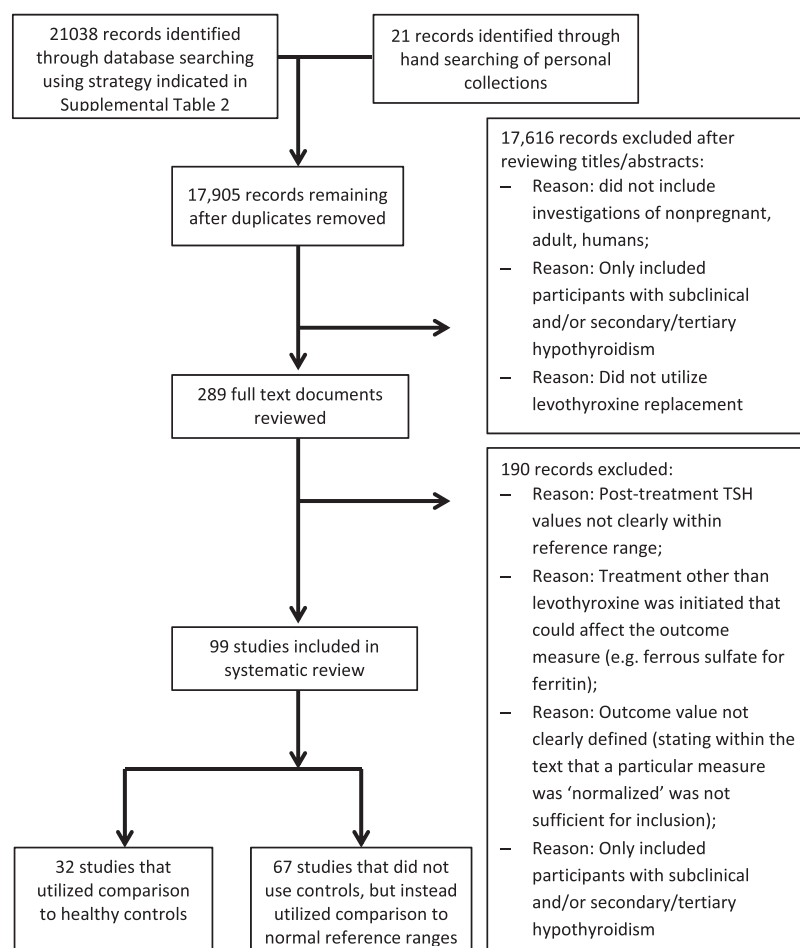 21038 records identified
through database searching
using strategy indicated in
Supplemental Table 2
21 records identified through
hand searching of personal
collections
17,905 records remaining
after duplicates removed
17,616 records excluded after
reviewing titles/abstracts:
– Reason: did not include
investigations of nonpregnant,
adult, humans;
– Reason: Only included
participants with subclinical
and/or secondary/tertiary
hypothyroidism
– Reason: Did not utilize
levothyroxine replacement
289 full text documents
reviewed
190 records excluded:
– Reason: Post-treatment TSH
values not clearly within
reference range;
– Reason: Treatment other than
levothyroxine was initiated that
could affect the outcome
measure (e.g. ferrous sulfate for
ferritin);
– Reason: Outcome value not
clearly defined (stating within the
text that a particular measure
was ‘normalized’ was not
sufficient for inclusion);
– Reason: Only included
participants with subclinical
and/or secondary/tertiary
hypothyroidism
99 studies included in
systematic review
32 studies that
utilized comparison
to healthy controls
67 studies that did not
use controls, but instead
utilized comparison to
normal reference ranges